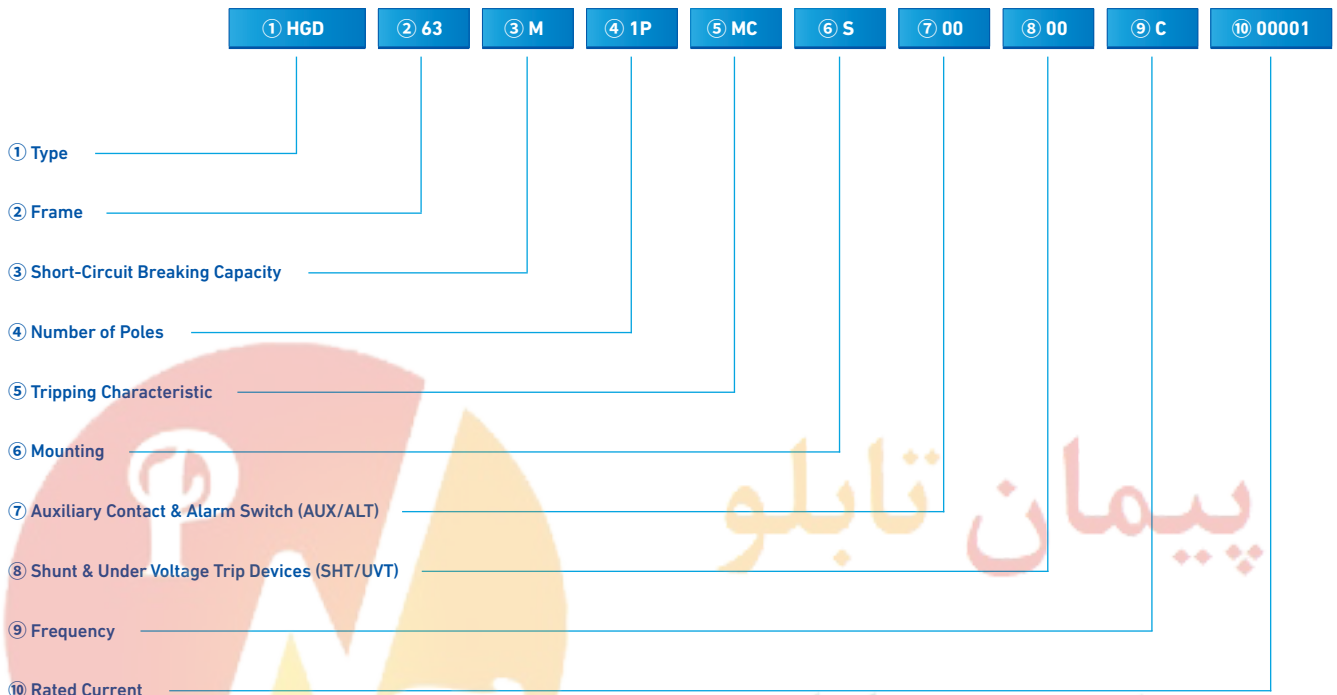 ① HGD ② 63 ③ M ④ 1P ⑤ MC ⑥ S ⑦ 00 ⑧ 00 ⑨ C ⑩ 00001
① Type
② Frame
③ Short-Circuit Breaking Capacity
④ Number of Poles
⑤ Tripping Characteristic
⑥ Mounting
پیمان تابلو
⑦ Auxiliary Contact & Alarm Switch (AUX/ALT)
⑧ Shunt & Under Voltage Trip Devices (SHT/UVT)
⑨ Frequency
⑩ Rated Current